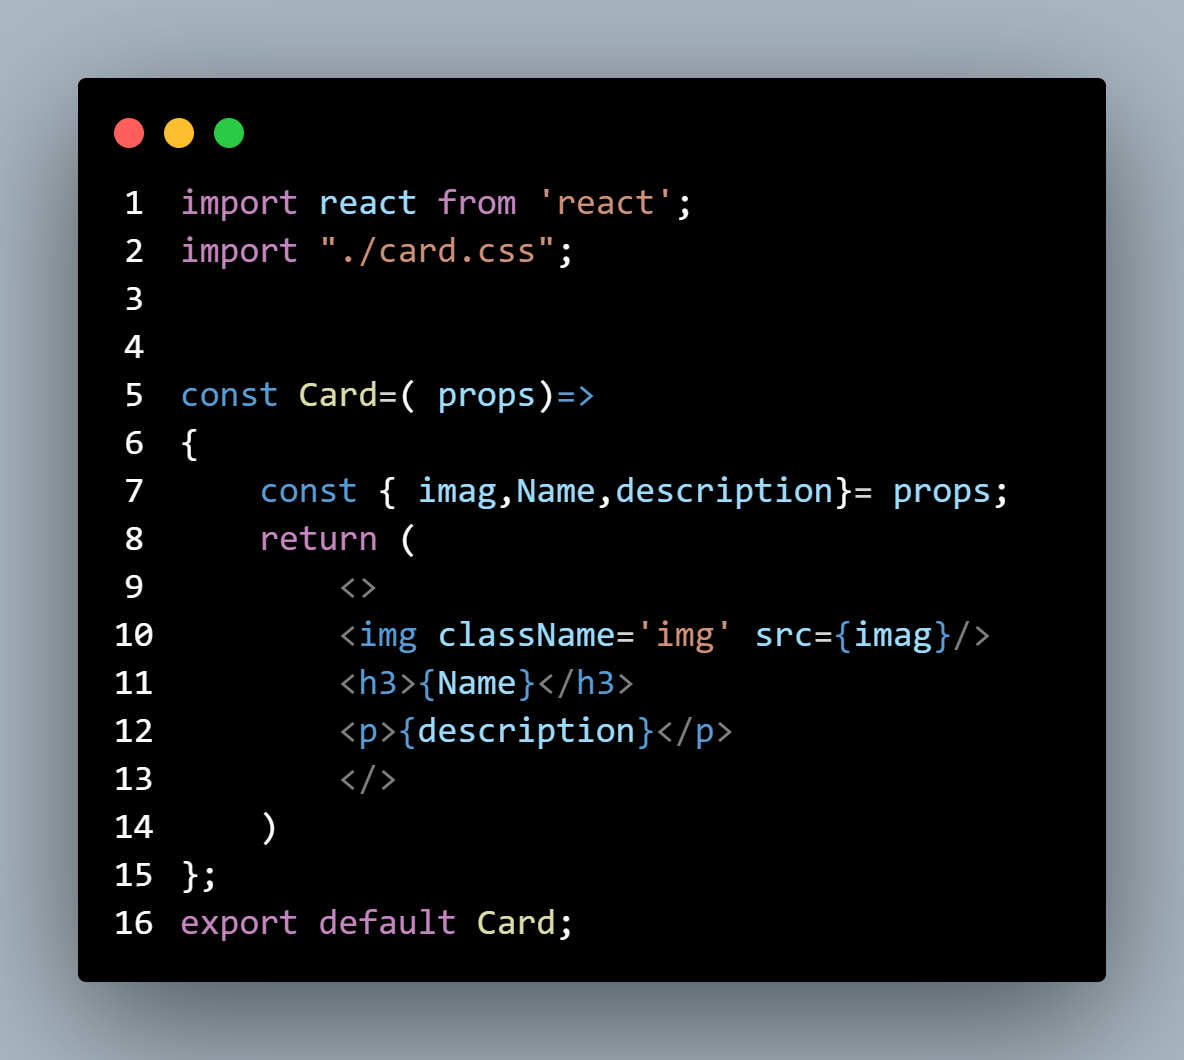 1 import react from 'react';
2 import "./card.css";
3
4
5 const Card=( props)=>
6 {
7     const { imag,Name,description}= props;
8     return (
9         <>
10         <img className='img' src={imag}/>
11         <h3>{Name}</h3>
12         <p>{description}</p>
13         </>
14     )
15 };
16 export default Card;